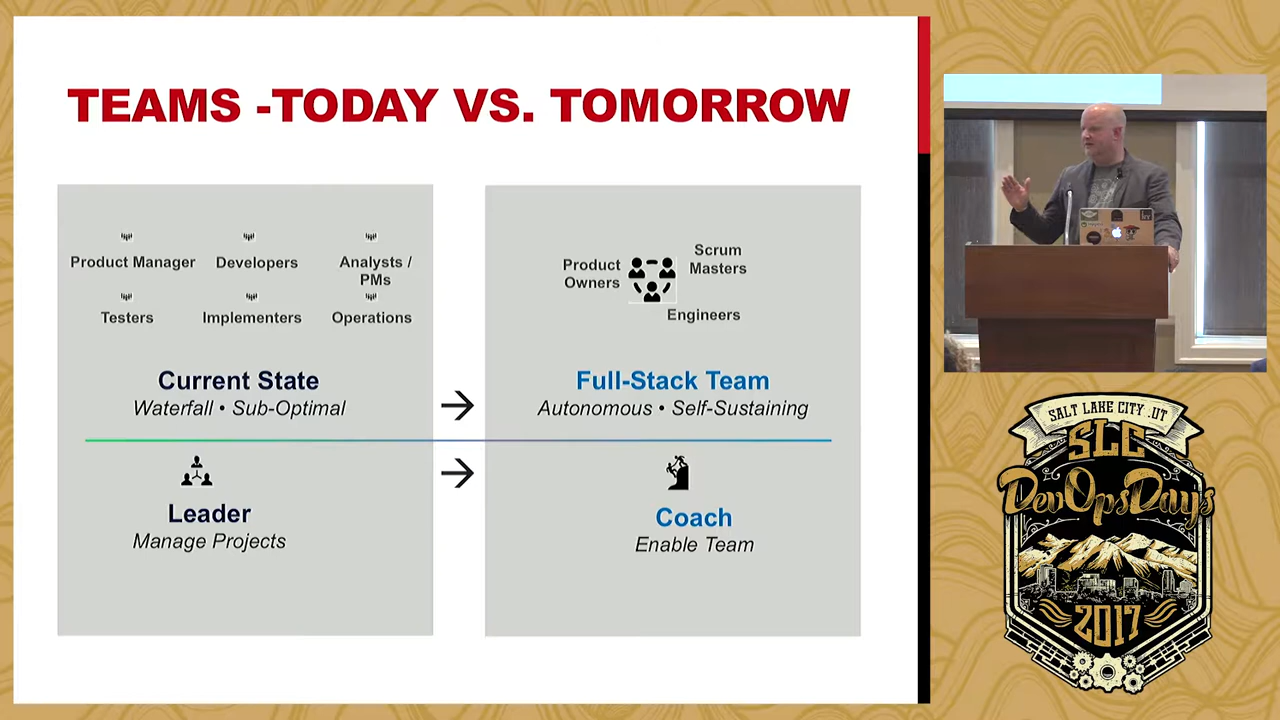 TEAMS -TODAY VS. TOMORROW
Product Manager
Developers
Analysts /
PMs
Testers
Implementers
Operations
Current State
Waterfall • Sub-Optimal
Leader
Manage Projects
Product
Owners
Scrum
Masters
Engineers
Full-Stack Team
Autonomous • Self-Sustaining
Coach
Enable Team
SALT LAKE CITY .UT
SLC
DevOpsDays
2017